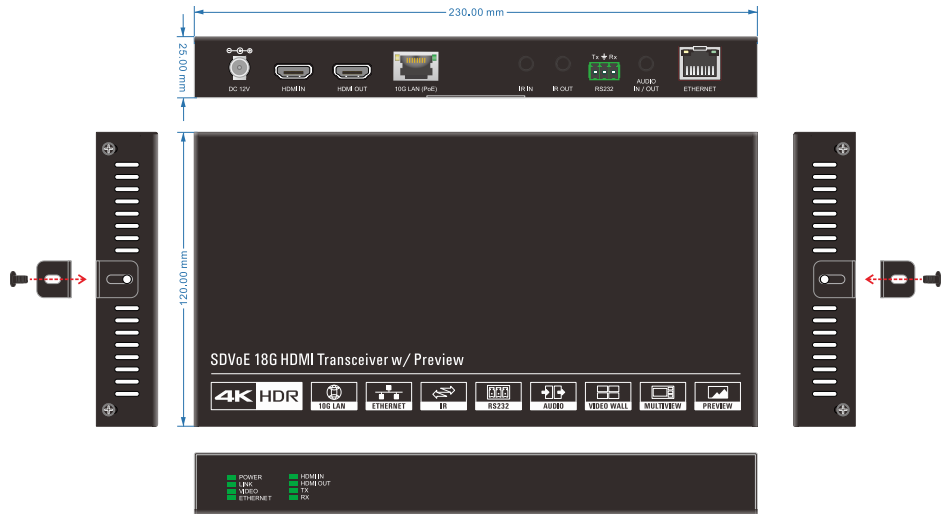 230.00 mm
25.00 mm
Tx Rx
DC 12V
HDMI IN
HDMI OUT
10G LAN (PoE)
IR IN
IR OUT
RS232
AUDIO
IN / OUT
ETHERNET
120.00 mm
SDVoE 18G HDMI Transceiver w/ Preview
4K HDR
10G LAN
ETHERNET
IR
RS232
AUDIO
VIDEO WALL
MULTIVIEW
PREVIEW
POWER
LINK
VIDEO
ETHERNET
HDMI IN
HDMI OUT
TX
RX